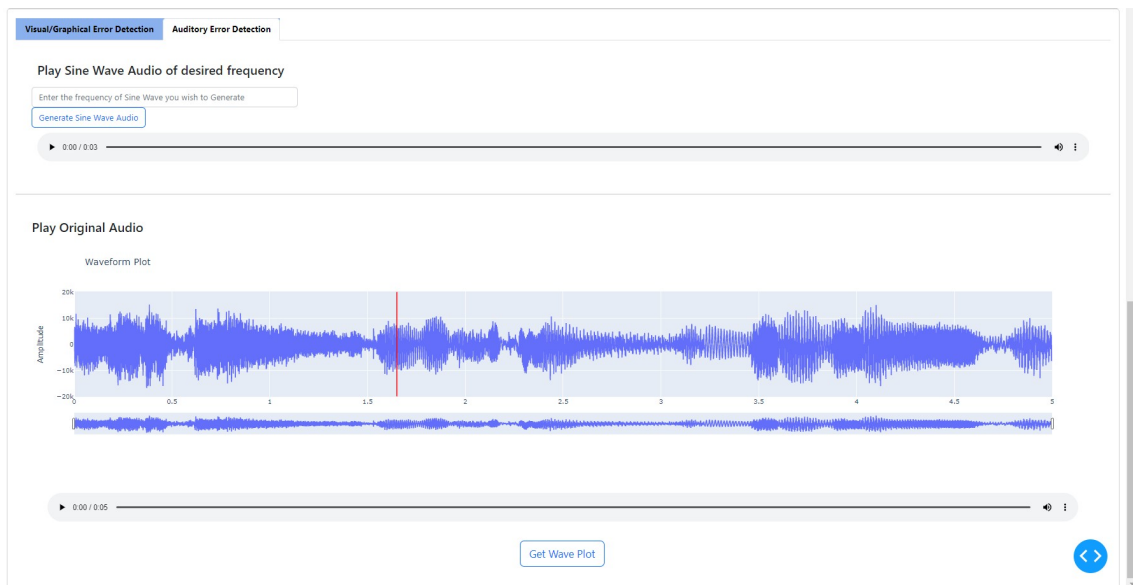 Visual/Graphical Error Detection Auditory Error Detection
Play Sine Wave Audio of desired frequency
Enter the frequency of Sine Wave you wish to Generate
Generate Sine Wave Audio
0:00 / 0:03
Play Original Audio
Waveform Plot
20k
10k
Amplitude
0
−10k
−20k
0 0.5 1 1.5 2 2.5 3 3.5 4 4.5 5
0:00 / 0:05
Get Wave Plot